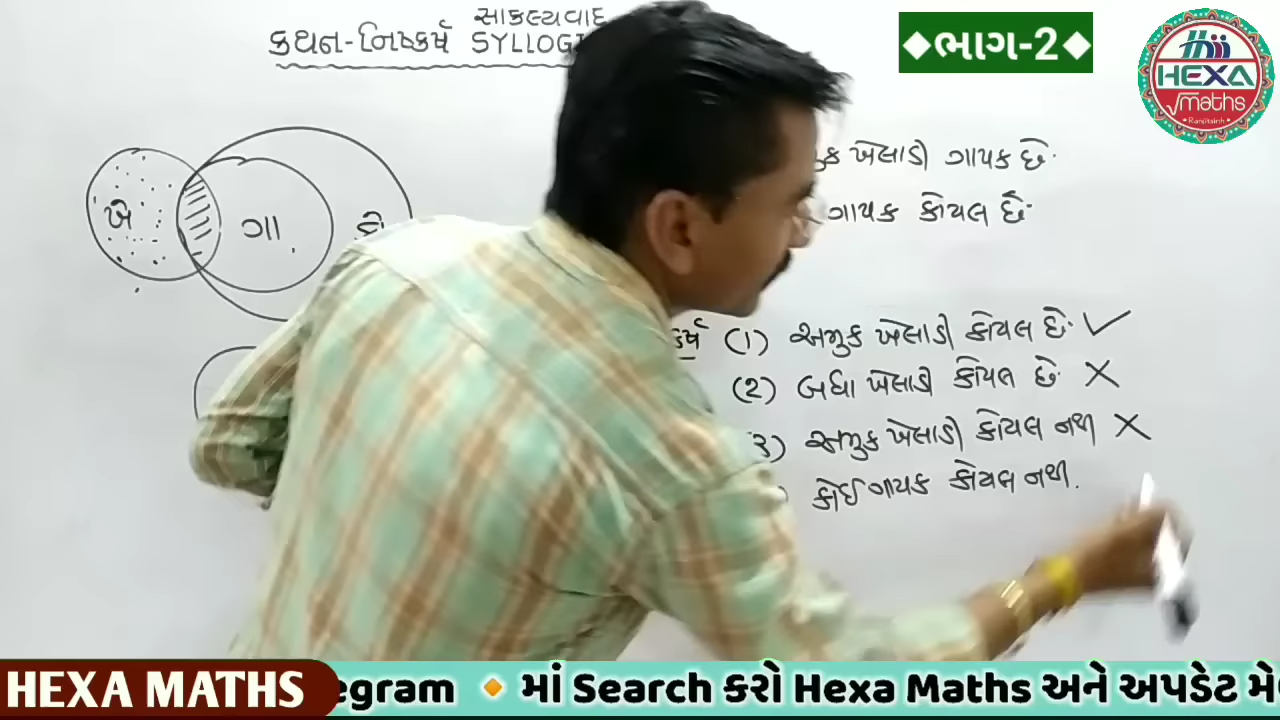 સાકલ્યવાદ
કથન-નિષ્કર્ષ SYLLOGI
◆ભાગ-2◆
HEXA
√maths
Ranjitsinh
ખેલાડી ગાયક છે.
ગાયક કોયલ છે.
ખે
ગા
કો
(1) અમુક ખેલાડી કોયલ છે. ✓
(2) બધા ખેલાડી કોયલ છે ✗
અમુક ખેલાડી કોયલ નથી ✗
કોઈ ગાયક કોયલ નથી.
HEXA MATHS
egram 🔸માં Search કરો Hexa Maths અને અપડેટ મે